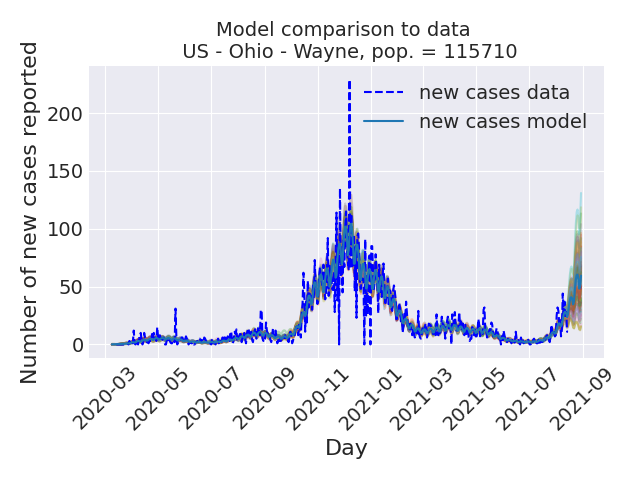 Model comparison to data
US - Ohio - Wayne, pop. = 115710
Number of new cases reported
200
150
100
50
0
new cases data
new cases model
2020-03
2020-05
2020-07
2020-09
2020-11
2021-01
2021-03
2021-05
2021-07
2021-09
Day